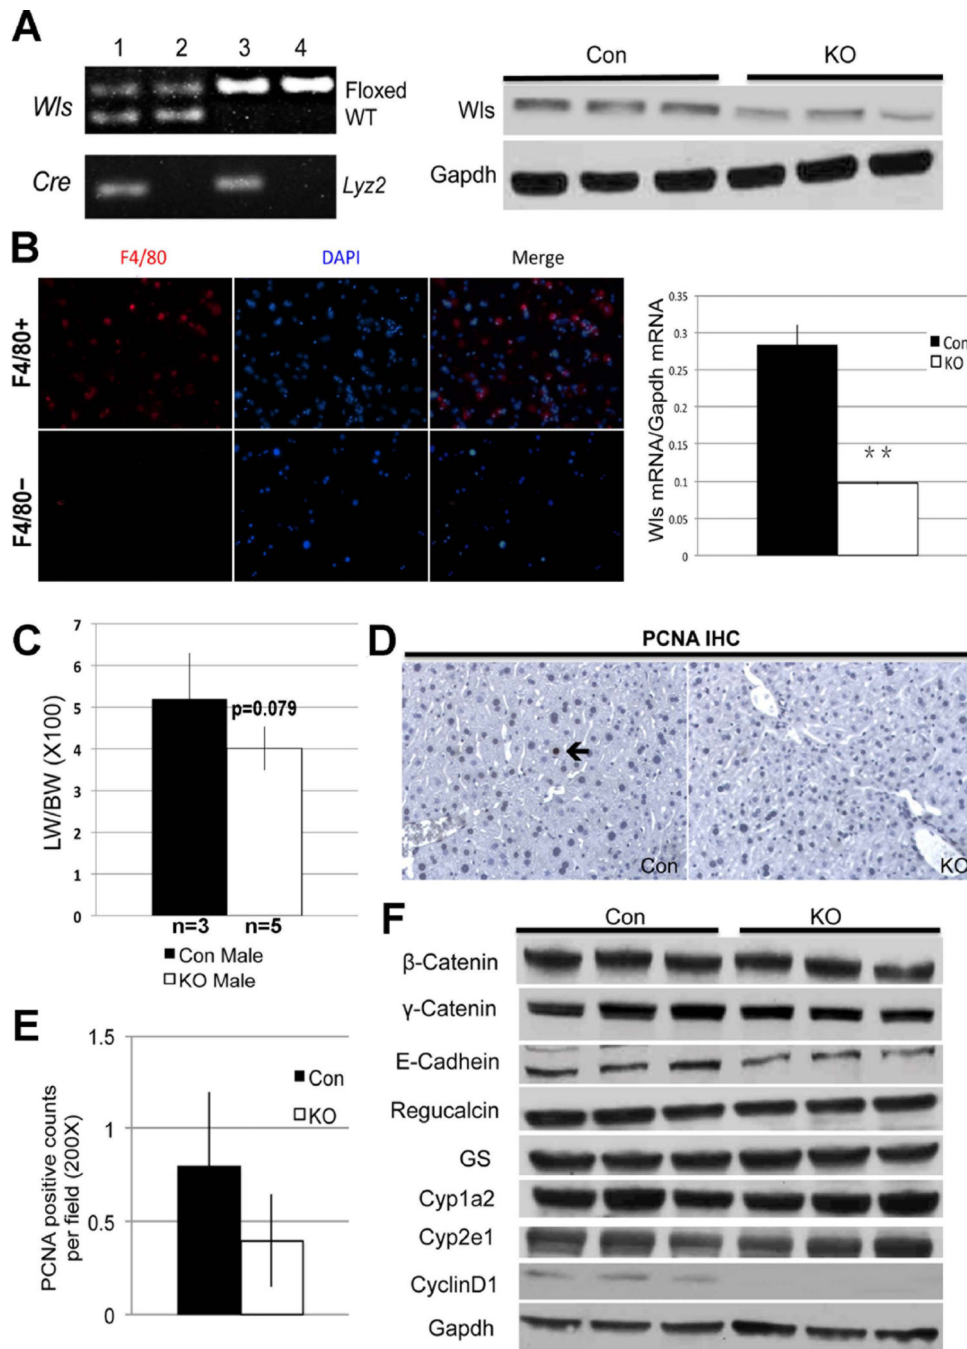 A
1 2 3 4
Wls
Floxed
WT
Cre
Lyz2
Con KO
Wls
Gapdh
B
F4/80 DAPI Merge
F4/80+
F4/80−
Wls mRNA/Gapdh mRNA
0.35
0.3
0.25
0.2
0.15
0.1
0.05
0
Con
KO
**
C
LW/BW (X100)
7
6
5
4
3
2
1
0
p=0.079
n=3 n=5
Con Male
KO Male
D
PCNA IHC
Con
KO
E
PCNA positive counts
per field (200X)
1.5
1
0.5
0
Con
KO
F
Con KO
β-Catenin
γ-Catenin
E-Cadhein
Regucalcin
GS
Cyp1a2
Cyp2e1
CyclinD1
Gapdh